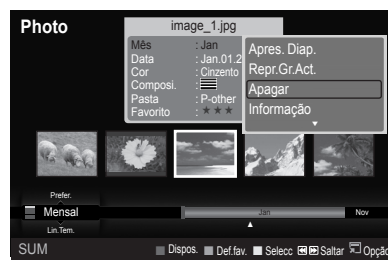 Photo
image_1.jpg
Mês : Jan
Data : Jan.01.2
Cor : Cinzento
Composi. :
Pasta : P-other
Favorito : ★ ★ ★
Apres. Diap.
Repr.Gr.Act.
Apagar
Informação
Prefer.
Mensal
Lin.Tem.
Jan
Nov
SUM
Dispos. Def.fav. Selecc Saltar Opção